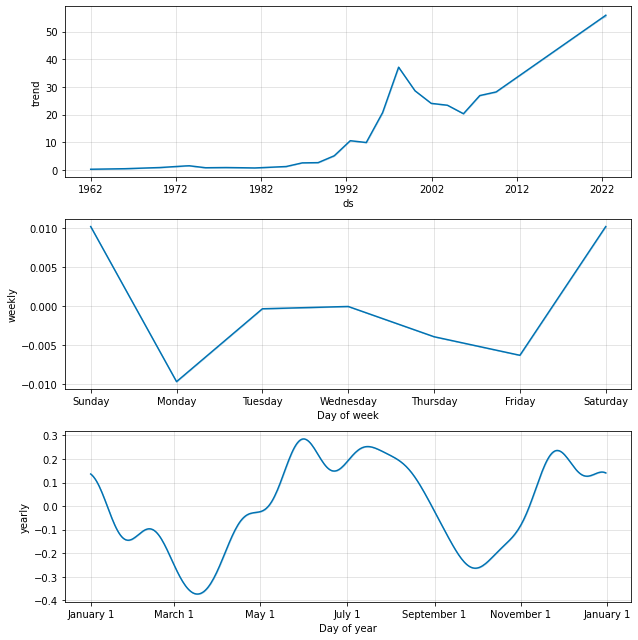 trend
50
40
30
20
10
0
1962 1972 1982 1992 2002 2012 2022
ds
weekly
0.010
0.005
0.000
−0.005
−0.010
Sunday Monday Tuesday Wednesday Thursday Friday Saturday
Day of week
yearly
0.3
0.2
0.1
0.0
−0.1
−0.2
−0.3
−0.4
January 1 March 1 May 1 July 1 September 1 November 1 January 1
Day of year